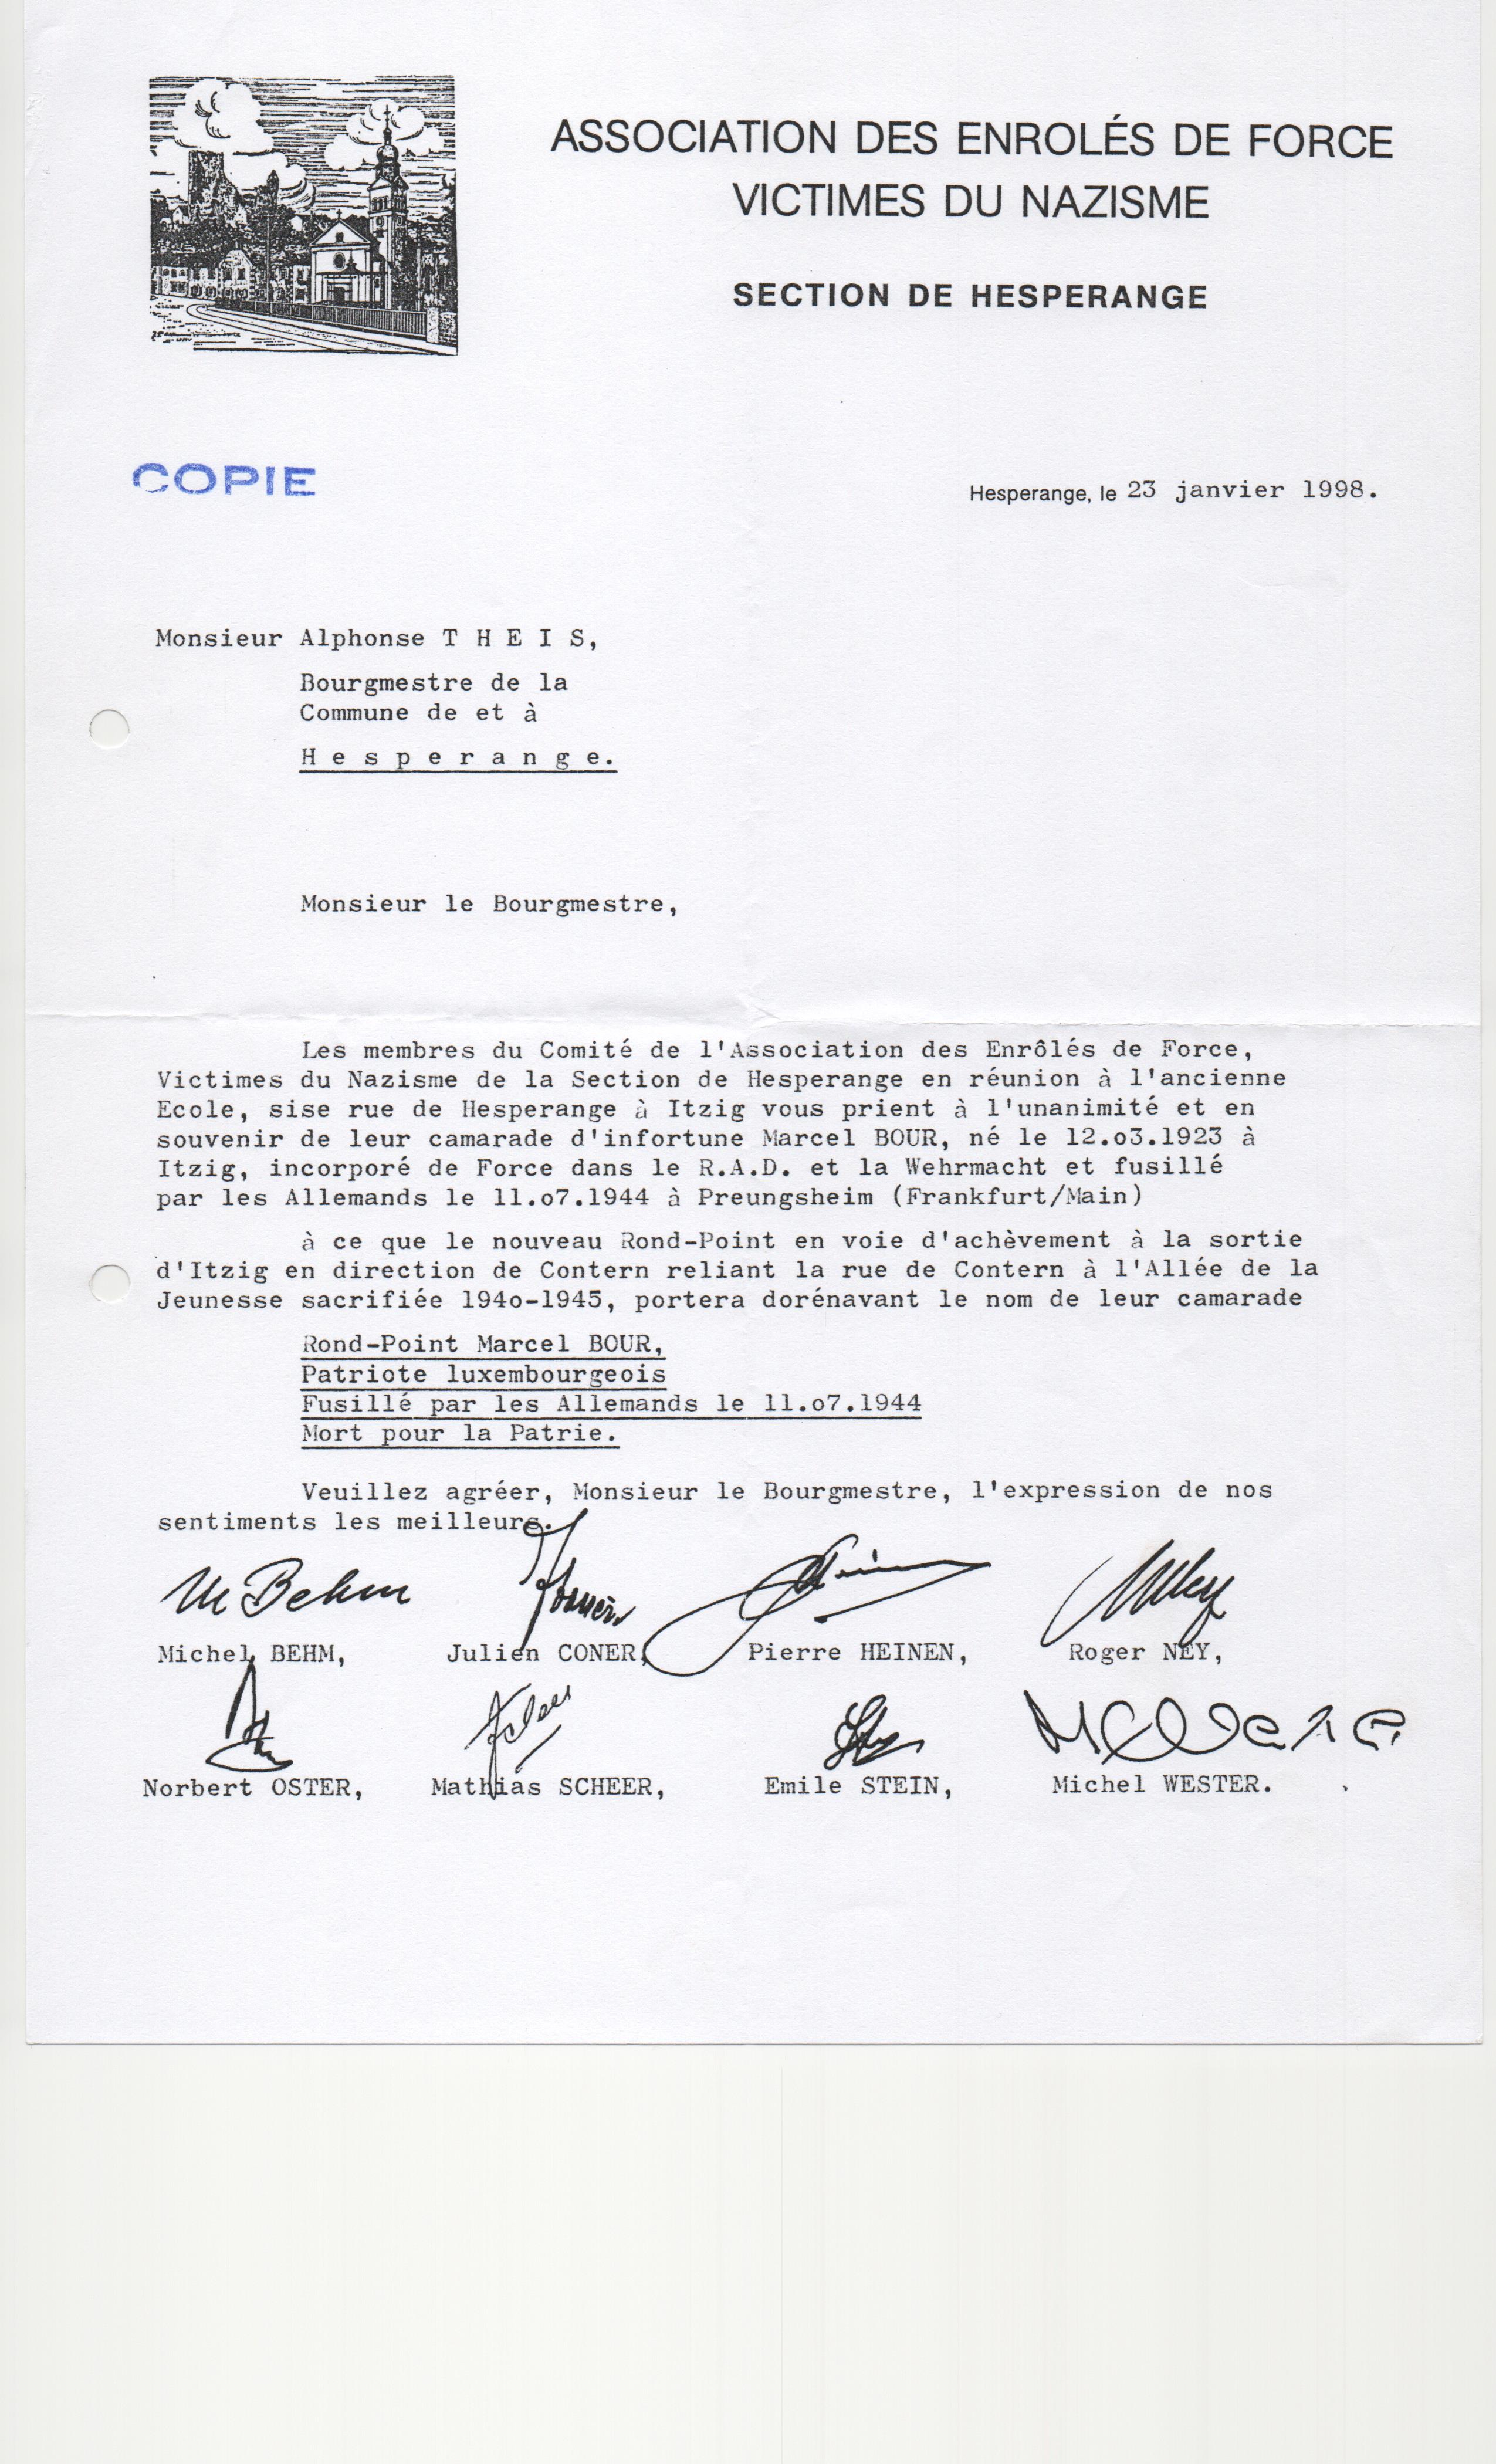 ASSOCIATION DES ENROLÉS DE FORCE
VICTIMES DU NAZISME
SECTION DE HESPERANGE
COPIE
Hesperange, le 23 janvier 1998.
Monsieur Alphonse T H E I S,
Bourgmestre de la
Commune de et à
H e s p e r a n g e.
Monsieur le Bourgmestre,
Les membres du Comité de l'Association des Enrôlés de Force,
Victimes du Nazisme de la Section de Hesperange en réunion à l'ancienne
Ecole, sise rue de Hesperange à Itzig vous prient à l'unanimité et en
souvenir de leur camarade d'infortune Marcel BOUR, né le 12.o3.1923 à
Itzig, incorporé de Force dans le R.A.D. et la Wehrmacht et fusillé
par les Allemands le 11.o7.1944 à Preungsheim (Frankfurt/Main)
à ce que le nouveau Rond-Point en voie d'achèvement à la sortie
d'Itzig en direction de Contern reliant la rue de Contern à l'Allée de la
Jeunesse sacrifiée 194o-1945, portera dorénavant le nom de leur camarade
Rond-Point Marcel BOUR,
Patriote luxembourgeois
Fusillé par les Allemands le 11.o7.1944
Mort pour la Patrie.
Veuillez agréer, Monsieur le Bourgmestre, l'expression de nos
sentiments les meilleurs.
M Behm
Michel BEHM, Julien CONER, Pierre HEINEN, Roger NEY,
Norbert OSTER, Mathias SCHEER, Emile STEIN, Michel WESTER.